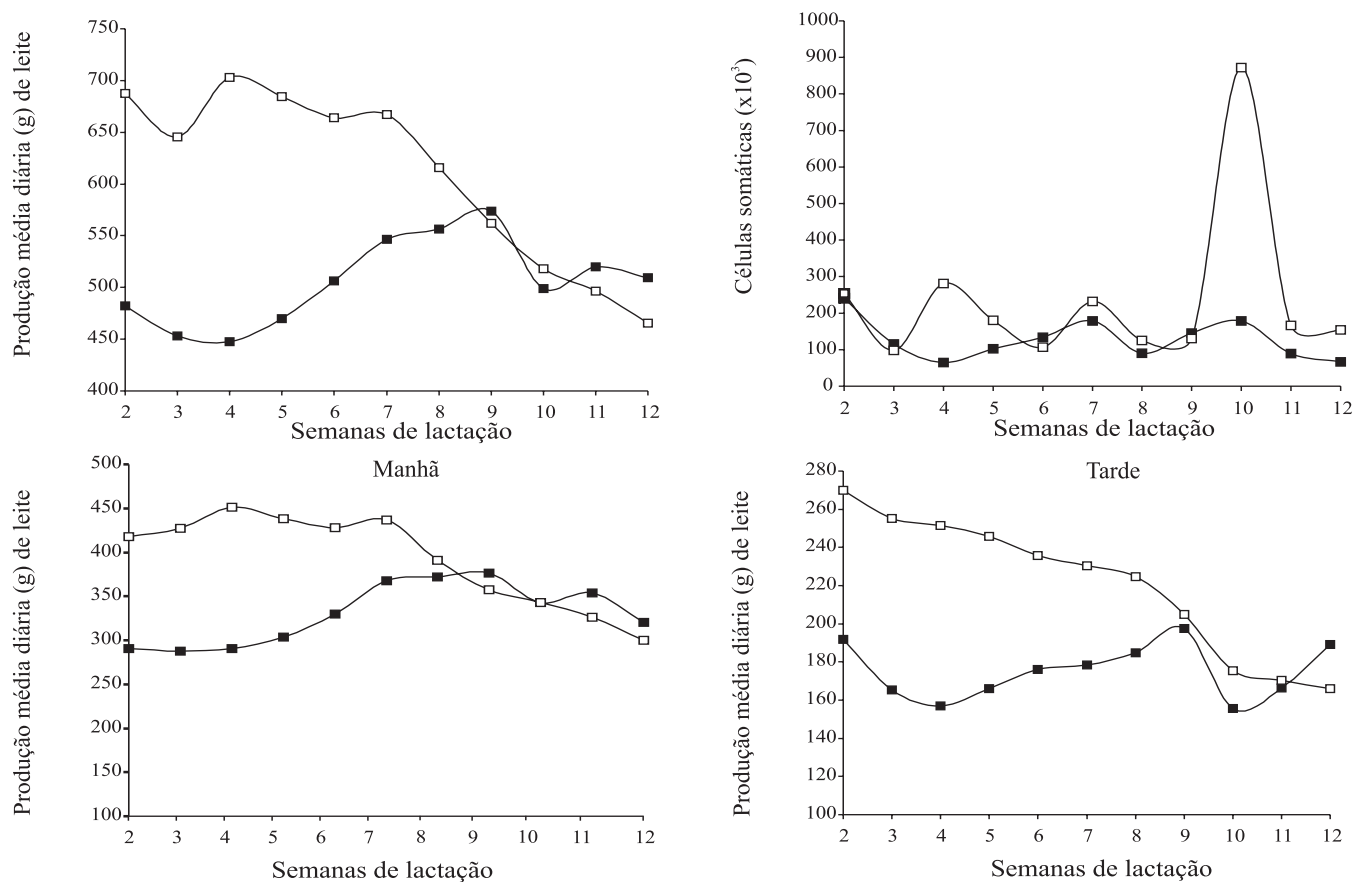 Produção média diária (g) de leite
750
700
650
600
550
500
450
400
2 3 4 5 6 7 8 9 10 11 12
Semanas de lactação
Células somáticas (x10³)
1000
900
800
700
600
500
400
300
200
100
0
2 3 4 5 6 7 8 9 10 11 12
Semanas de lactação
Manhã
Produção média diária (g) de leite
500
450
400
350
300
250
200
150
100
2 3 4 5 6 7 8 9 10 11 12
Semanas de lactação
Tarde
Produção média diária (g) de leite
280
260
240
220
200
180
160
140
120
100
2 3 4 5 6 7 8 9 10 11 12
Semanas de lactação